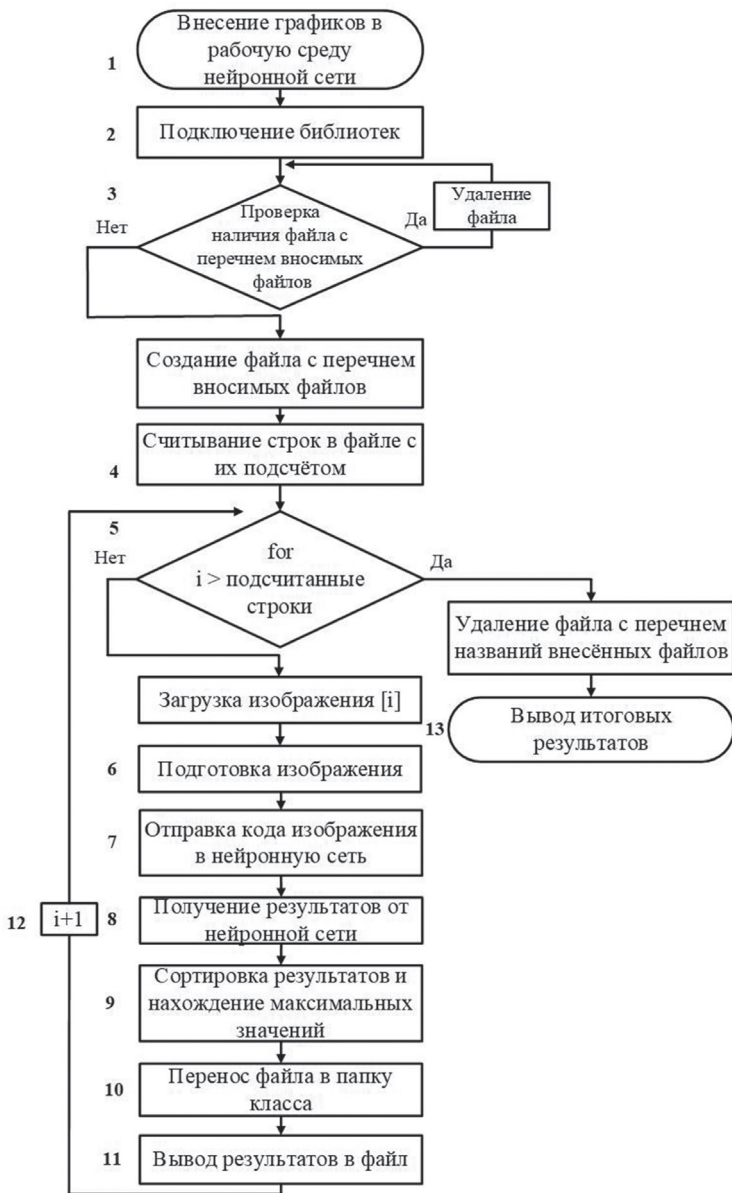 Внесение графиков в
рабочую среду
нейронной сети
1
Подключение библиотек
2
3
Удаление
файла
Нет
Проверка
наличия файла с
перечнем вносимых
файлов
Да
Создание файла с перечнем
вносимых файлов
Считывание строк в файле с
их подсчётом
4
5
Нет
for
i > подсчитанные
строки
Да
Удаление файла с перечнем
названий внесённых файлов
Загрузка изображения [i]
13
Вывод итоговых
результатов
6
Подготовка изображения
7
Отправка кода изображения
в нейронную сеть
12
i+1
8
Получение результатов от
нейронной сети
9
Сортировка результатов и
нахождение максимальных
значений
10
Перенос файла в папку
класса
11
Вывод результатов в файл